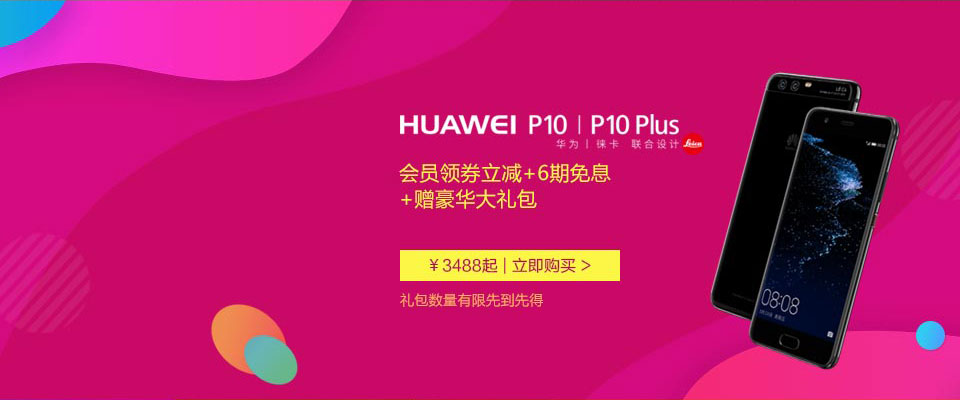 HUAWEI P10 | P10 Plus
华为 | 徕卡 联合设计 Leica
会员领券立减+6期免息
+赠豪华大礼包
￥3488起 | 立即购买 >
礼包数量有限先到先得
08:08